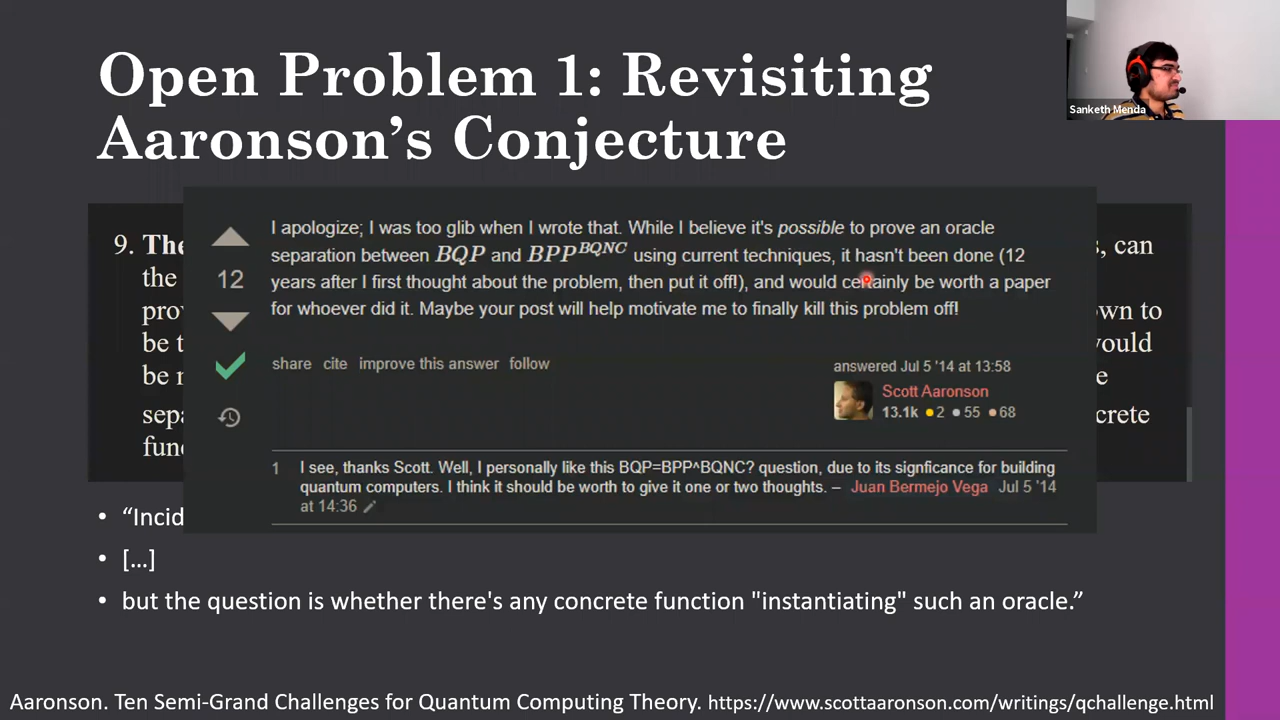 Open Problem 1: Revisiting
Aaronson's Conjecture
Sanketh Menda
9. The
s, can
the
prov
own to
be t
would
be r
e
sepa
crete
func
I apologize; I was too glib when I wrote that. While I believe it's possible to prove an oracle
separation between BQP and BPP^BQNC using current techniques, it hasn't been done (12
years after I first thought about the problem, then put it off!), and would certainly be worth a paper
for whoever did it. Maybe your post will help motivate me to finally kill this problem off!
12
share cite improve this answer follow
answered Jul 5 '14 at 13:58
Scott Aaronson
13.1k 2 55 68
1 I see, thanks Scott. Well, I personally like this BQP=BPP^BQNC? question, due to its signficance for building
quantum computers. I think it should be worth to give it one or two thoughts. – Juan Bermejo Vega Jul 5 '14
at 14:36
• “Incid
• […]
• but the question is whether there's any concrete function "instantiating" such an oracle.”
Aaronson. Ten Semi-Grand Challenges for Quantum Computing Theory. https://www.scottaaronson.com/writings/qchallenge.html